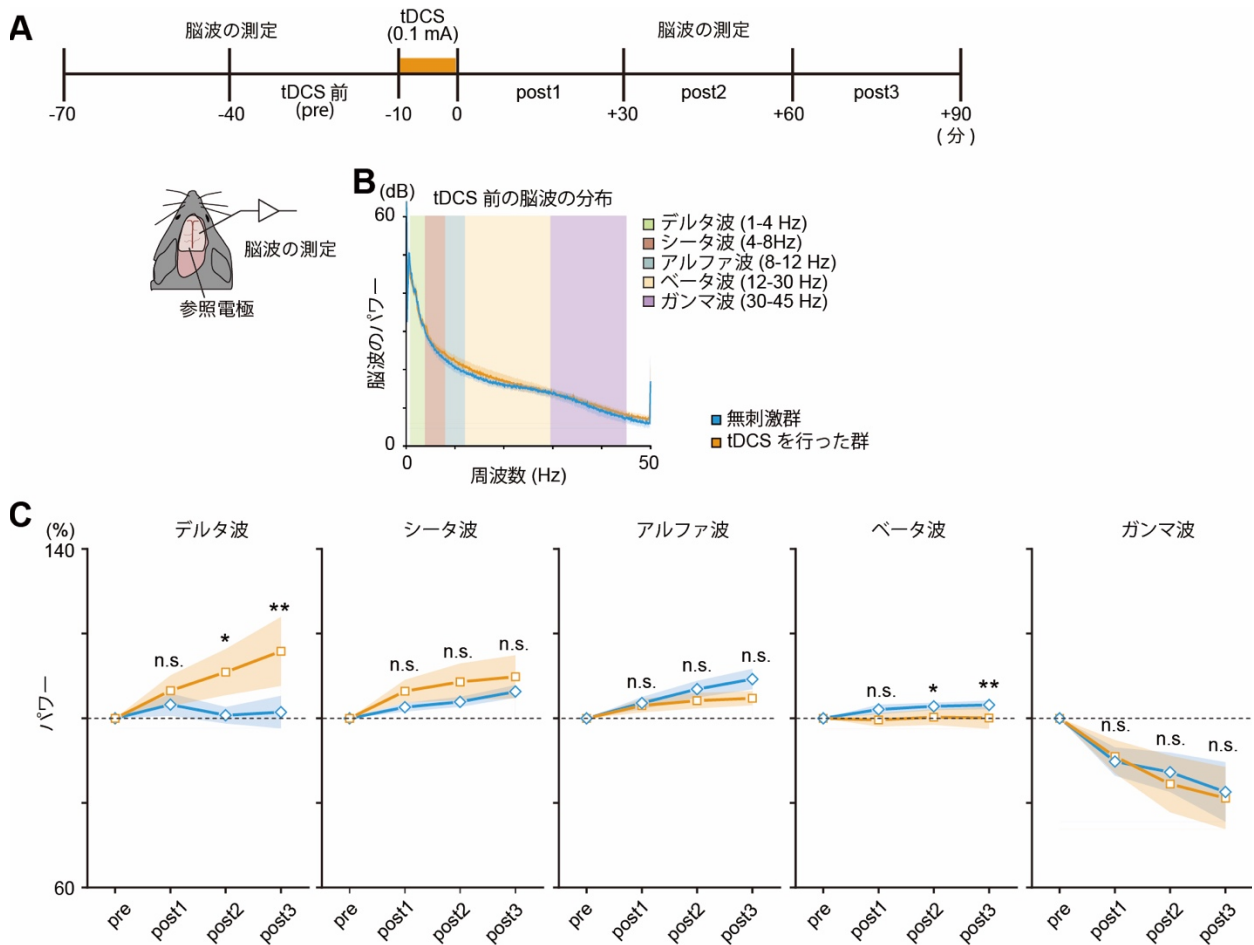 A
脳波の測定
tDCS
(0.1 mA)
脳波の測定
tDCS 前
(pre)
post1
post2
post3
-70
-40
-10
0
+30
+60
+90
(分)
脳波の測定
参照電極
B
(dB)
tDCS 前の脳波の分布
60
0
脳波のパワー
0
50
周波数 (Hz)
デルタ波 (1-4 Hz)
シータ波 (4-8Hz)
アルファ波 (8-12 Hz)
ベータ波 (12-30 Hz)
ガンマ波 (30-45 Hz)
無刺激群
tDCS を行った群
C
(%)
デルタ波
シータ波
アルファ波
ベータ波
ガンマ波
140
パワー
60
n.s.
*
**
n.s.
n.s.
n.s.
n.s.
n.s.
n.s.
n.s.
*
**
n.s.
n.s.
n.s.
pre
post1
post2
post3
pre
post1
post2
post3
pre
post1
post2
post3
pre
post1
post2
post3
pre
post1
post2
post3